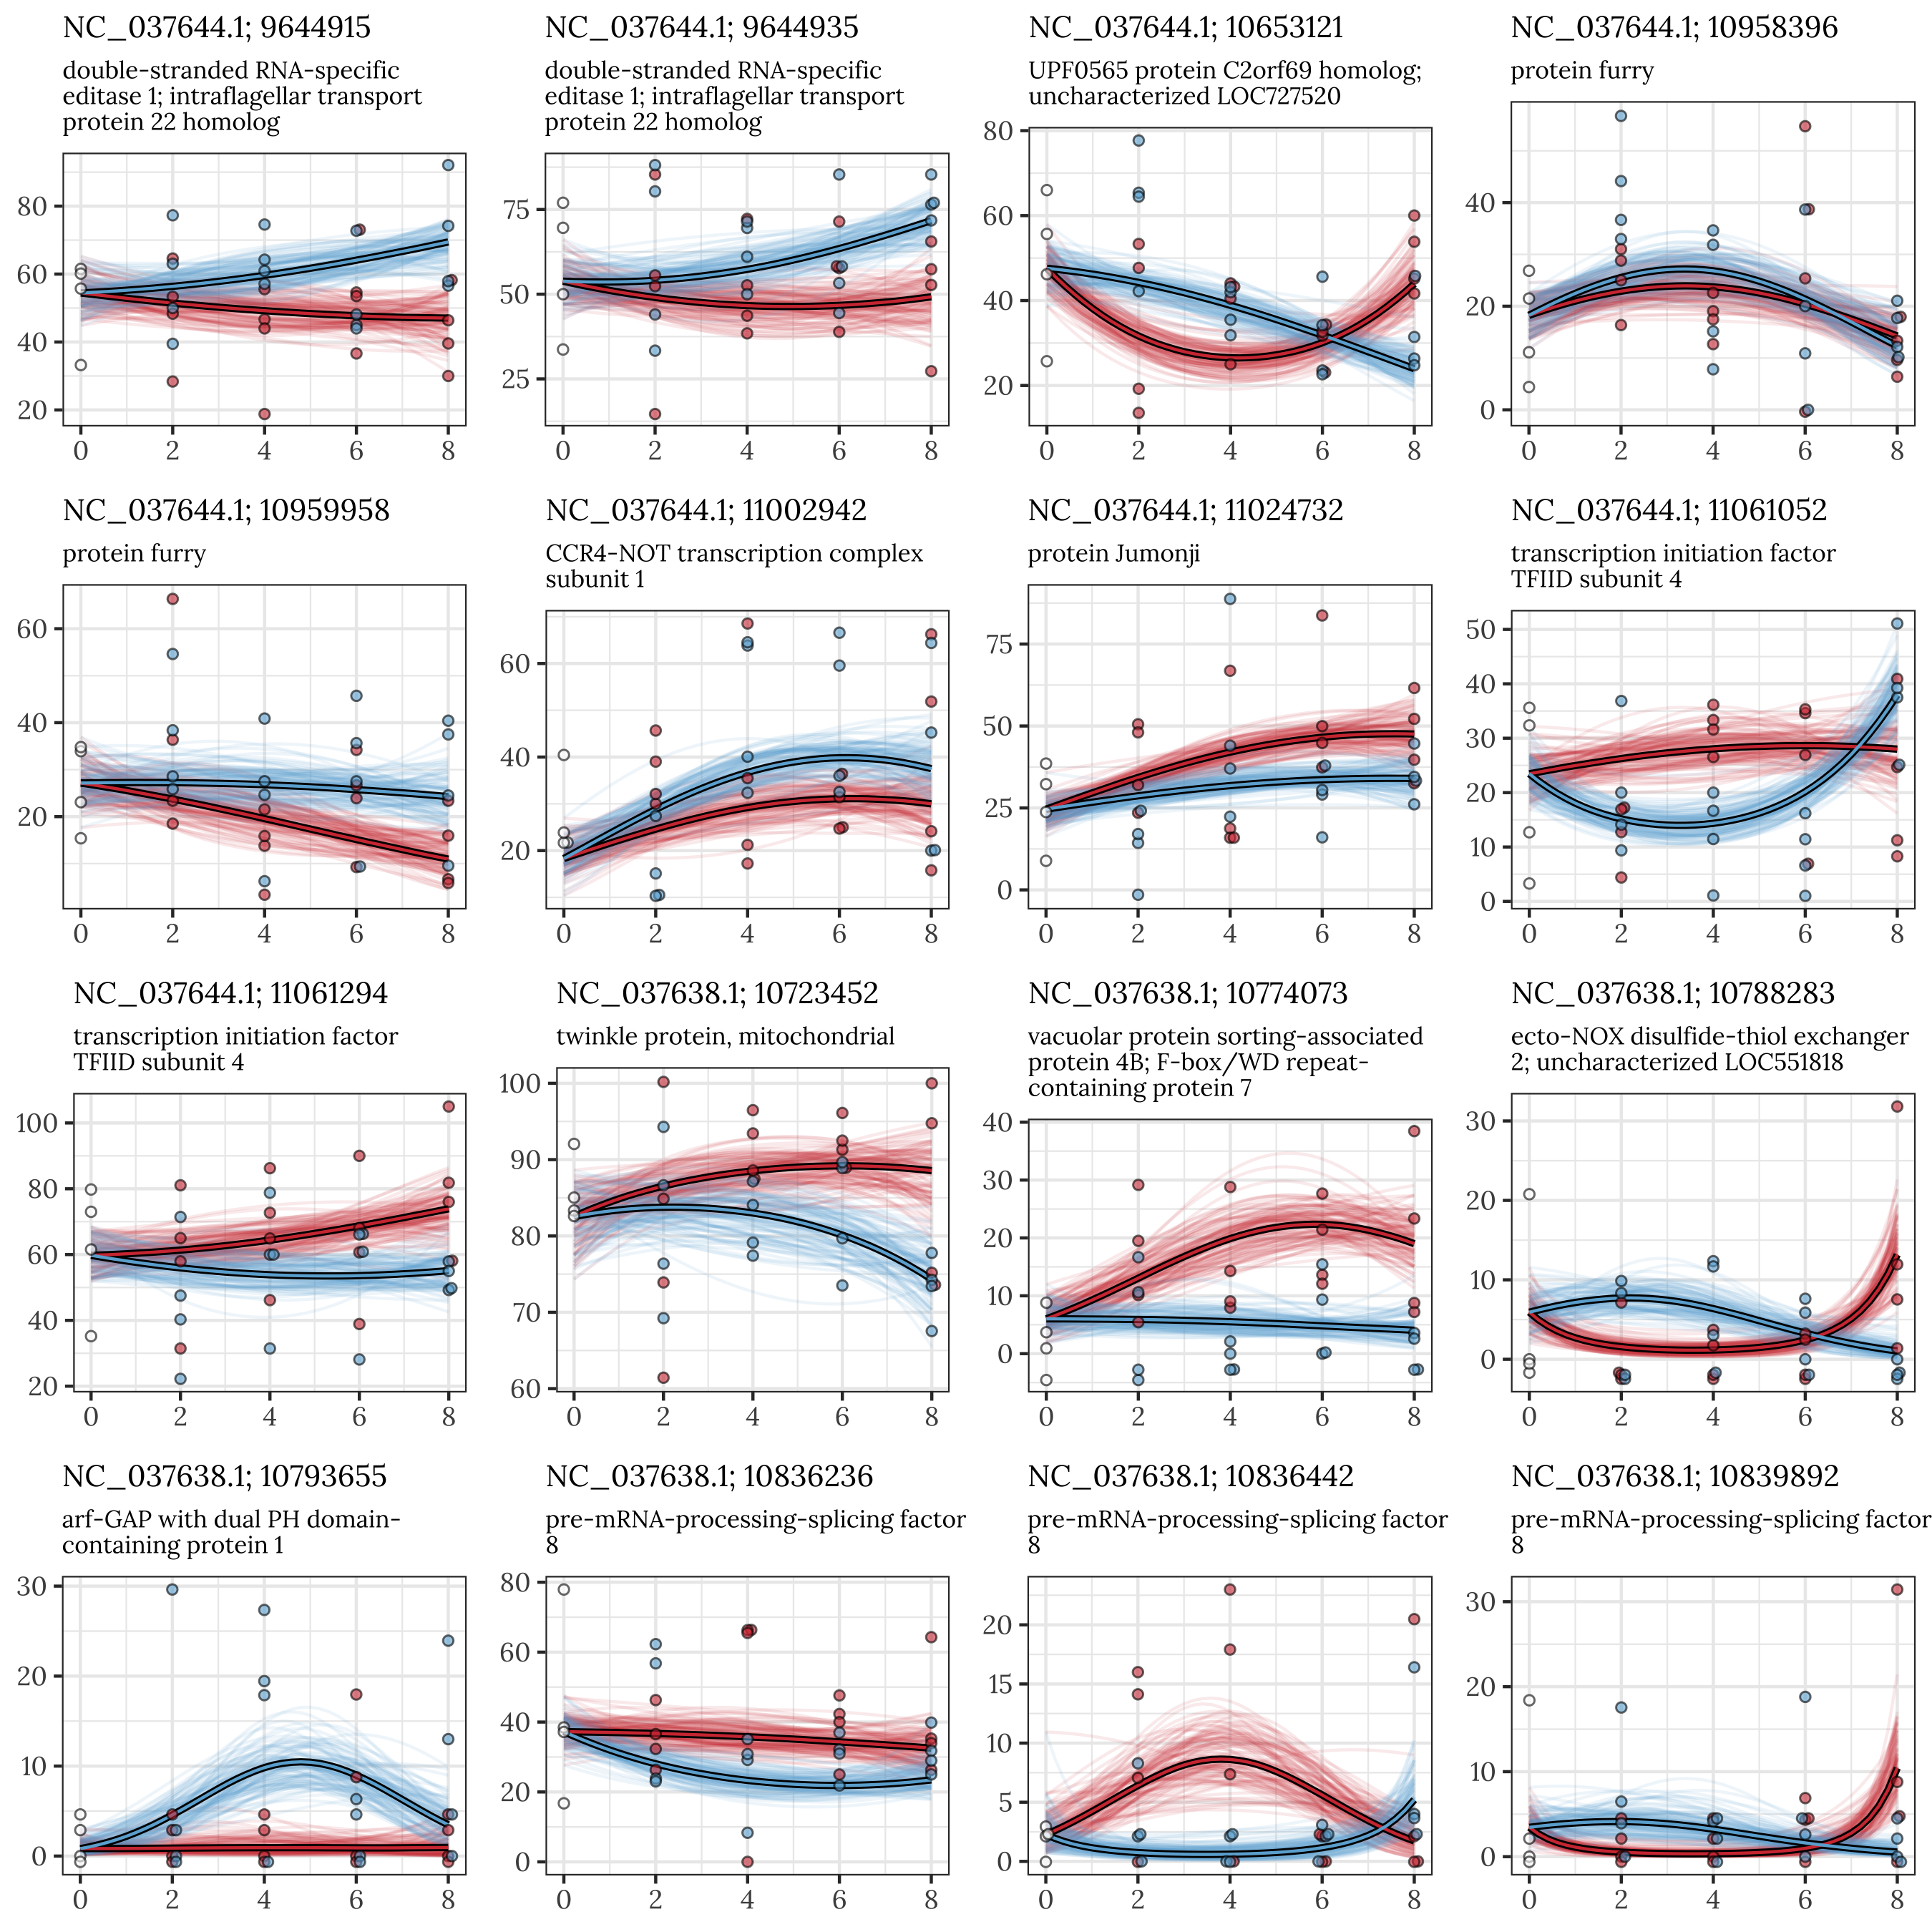 NC_037644.1; 9644915
double-stranded RNA-specific
editase 1; intraflagellar transport
protein 22 homolog
80
60
40
20
0 2 4 6 8
NC_037644.1; 9644935
double-stranded RNA-specific
editase 1; intraflagellar transport
protein 22 homolog
75
50
25
0 2 4 6 8
NC_037644.1; 10653121
UPF0565 protein C2orf69 homolog;
uncharacterized LOC727520
80
60
40
20
0 2 4 6 8
NC_037644.1; 10958396
protein furry
40
20
0
0 2 4 6 8
NC_037644.1; 10959958
protein furry
60
40
20
0 2 4 6 8
NC_037644.1; 11002942
CCR4-NOT transcription complex
subunit 1
60
40
20
0 2 4 6 8
NC_037644.1; 11024732
protein Jumonji
75
50
25
0
0 2 4 6 8
NC_037644.1; 11061052
transcription initiation factor
TFIID subunit 4
50
40
30
20
10
0
0 2 4 6 8
NC_037644.1; 11061294
transcription initiation factor
TFIID subunit 4
100
80
60
40
20
0 2 4 6 8
NC_037638.1; 10723452
twinkle protein, mitochondrial
100
90
80
70
60
0 2 4 6 8
NC_037638.1; 10774073
vacuolar protein sorting-associated
protein 4B; F-box/WD repeat-
containing protein 7
40
30
20
10
0
0 2 4 6 8
NC_037638.1; 10788283
ecto-NOX disulfide-thiol exchanger
2; uncharacterized LOC551818
30
20
10
0
0 2 4 6 8
NC_037638.1; 10793655
arf-GAP with dual PH domain-
containing protein 1
30
20
10
0
0 2 4 6 8
NC_037638.1; 10836236
pre-mRNA-processing-splicing factor
8
80
60
40
20
0
0 2 4 6 8
NC_037638.1; 10836442
pre-mRNA-processing-splicing factor
8
20
15
10
5
0
0 2 4 6 8
NC_037638.1; 10839892
pre-mRNA-processing-splicing factor
8
30
20
10
0
0 2 4 6 8